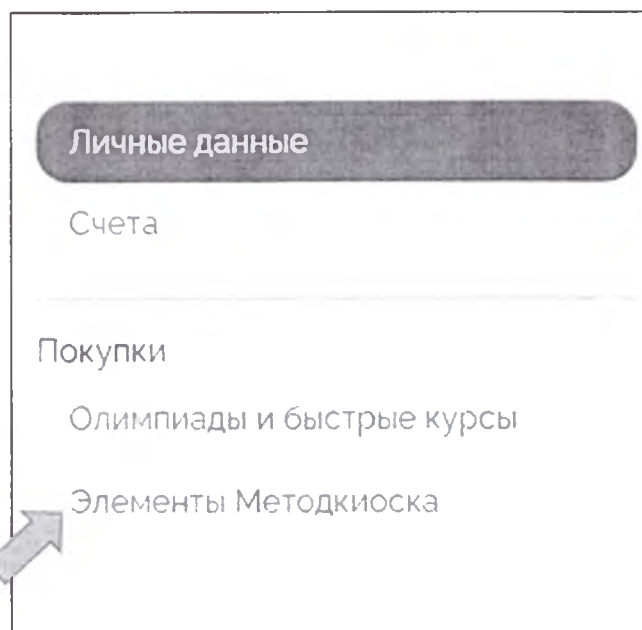 Личные данные
Счета
Покупки
Олимпиады и быстрые курсы
Элементы Методкиоска